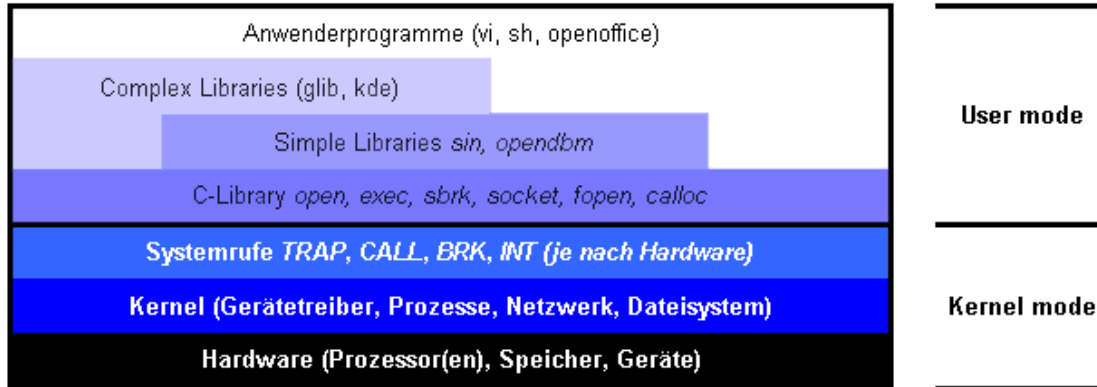 Anwenderprogramme (vi, sh, openoffice)
Complex Libraries (glib, kde)
Simple Libraries sin, opendbm
C-Library open, exec, sbrk, socket, fopen, calloc
User mode
Systemrufe TRAP, CALL, BRK, INT (je nach Hardware)
Kernel (Gerätetreiber, Prozesse, Netzwerk, Dateisystem)
Hardware (Prozessor(en), Speicher, Geräte)
Kernel mode